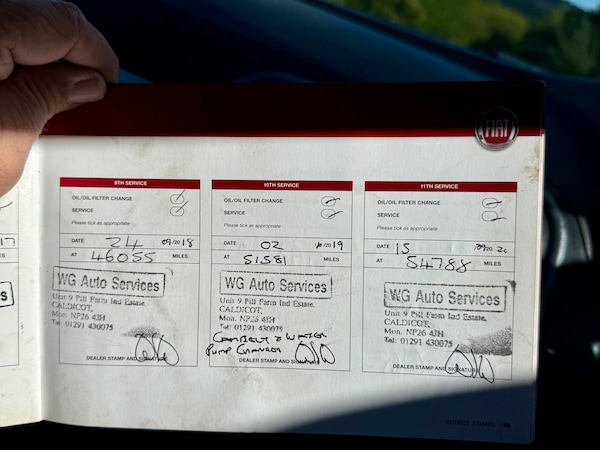 FIAT
9TH SERVICE
OIL/OIL FILTER CHANGE
SERVICE
Please tick as appropriate
DATE 24 09/2018
AT 46055 MILES
WG Auto Services
Unit 9 Pill Farm Ind Estate.
CALDICOT,
Mon. NP26 4JH
Tel: 01291 430075
DEALER STAMP AND
10TH SERVICE
OIL/OIL FILTER CHANGE
SERVICE
Please tick as appropriate
DATE 02 /2019
AT 51581 MILES
WG Auto Services
Unit 9 Pill Farm Ind Estate.
CALDICOT,
Mon. NP26 4JH
Tel: 01291 430075
CAMBELT & WATER
PUMP CHANGED
DEALER STAMP AND
11TH SERVICE
OIL/OIL FILTER CHANGE
SERVICE
Please tick as appropriate
DATE 15 20
AT 54788 MILES
WG Auto Services
Unit 9 Pill Farm Ind Estate.
CALDICOT,
Mon. NP26 4JH
Tel: 01291 430075
DEALER STAMP AND SIGNATURE
SERVICE STAMPS
17
S